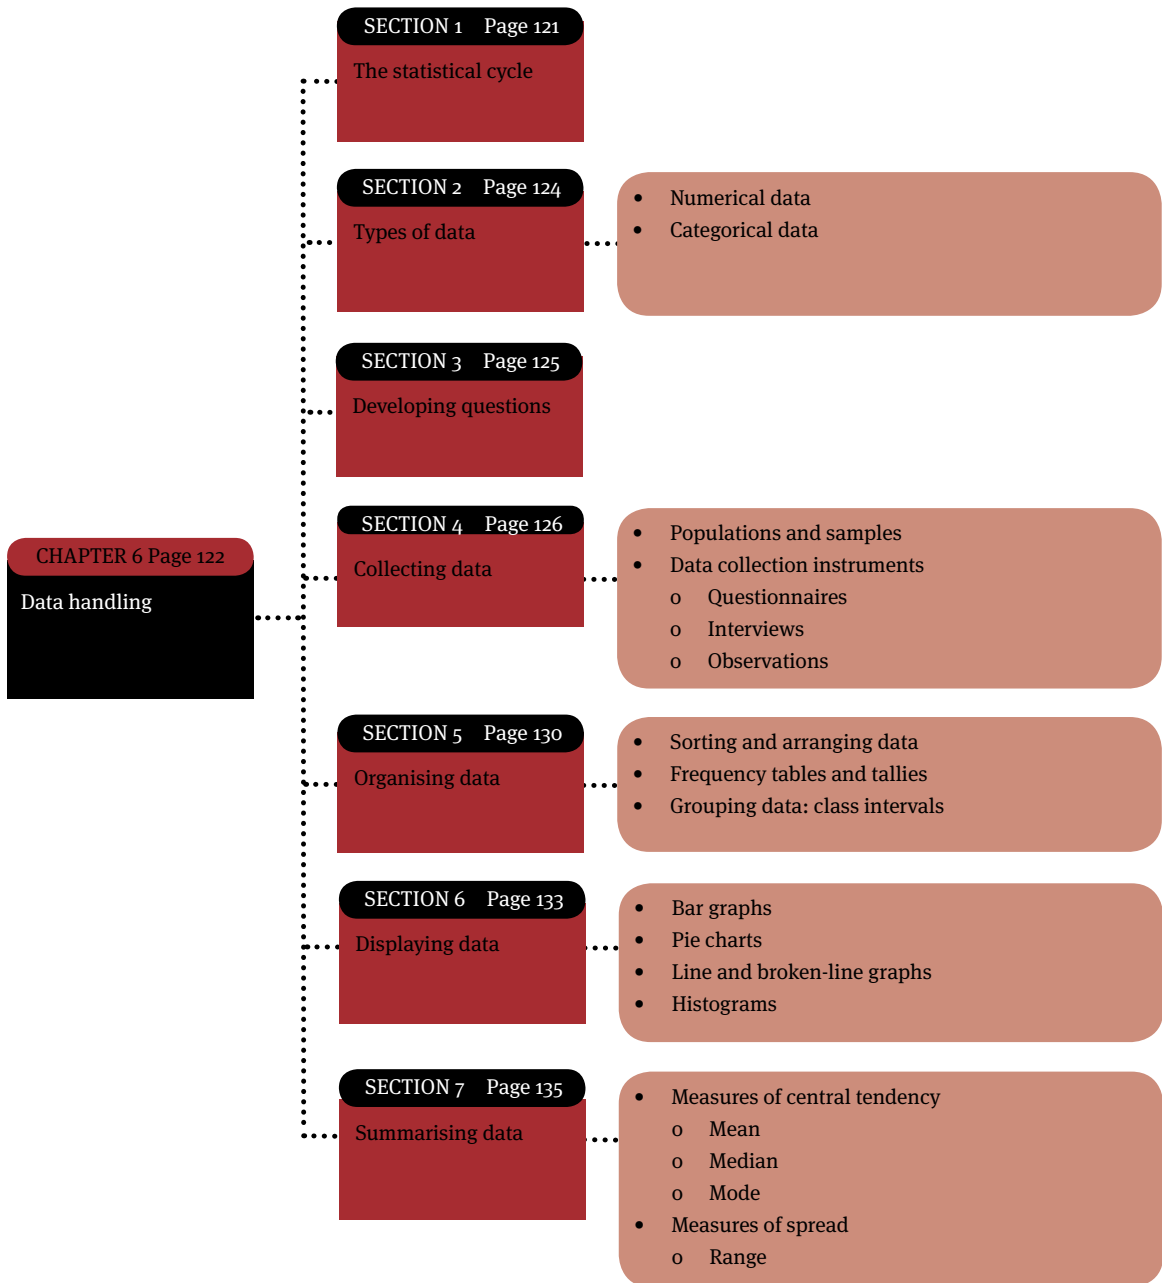 SECTION 1 Page 121
The statistical cycle
SECTION 2 Page 124
Types of data
• Numerical data
• Categorical data
SECTION 3 Page 125
Developing questions
CHAPTER 6 Page 122
Data handling
SECTION 4 Page 126
Collecting data
• Populations and samples
• Data collection instruments
o Questionnaires
o Interviews
o Observations
SECTION 5 Page 130
Organising data
• Sorting and arranging data
• Frequency tables and tallies
• Grouping data: class intervals
SECTION 6 Page 133
Displaying data
• Bar graphs
• Pie charts
• Line and broken-line graphs
• Histograms
SECTION 7 Page 135
Summarising data
• Measures of central tendency
o Mean
o Median
o Mode
• Measures of spread
o Range